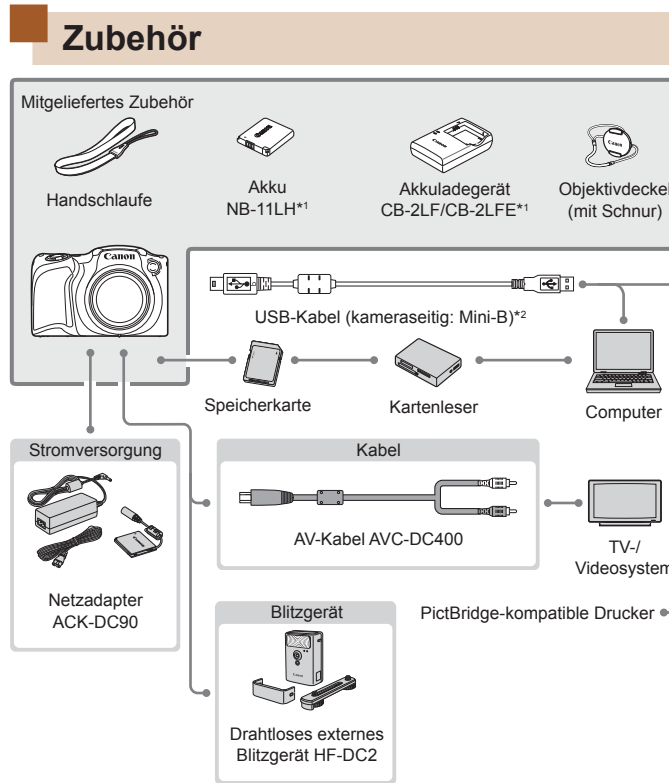 Zubehör
Mitgeliefertes Zubehör
Handschlaufe
Akku
NB-11LH*1
Akkuladegerät
CB-2LF/CB-2LFE*1
Objektivdeckel
(mit Schnur)
Canon
USB-Kabel (kameraseitig: Mini-B)*2
Speicherkarte
Kartenleser
Computer
Stromversorgung
Netzadapter
ACK-DC90
Kabel
AV-Kabel AVC-DC400
TV-/
Videosystem
PictBridge-kompatible Drucker
Blitzgerät
Drahtloses externes
Blitzgerät HF-DC2